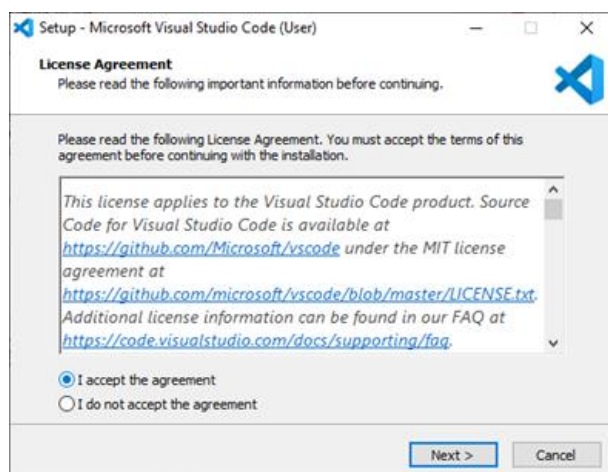 Setup - Microsoft Visual Studio Code (User)
License Agreement
Please read the following important information before continuing.
Please read the following License Agreement. You must accept the terms of this
agreement before continuing with the installation.
This license applies to the Visual Studio Code product. Source
Code for Visual Studio Code is available at
https://github.com/Microsoft/vscode under the MIT license
agreement at
https://github.com/microsoft/vscode/blob/master/LICENSE.txt.
Additional license information can be found in our FAQ at
https://code.visualstudio.com/docs/supporting/faq.
I accept the agreement
I do not accept the agreement
Next >
Cancel